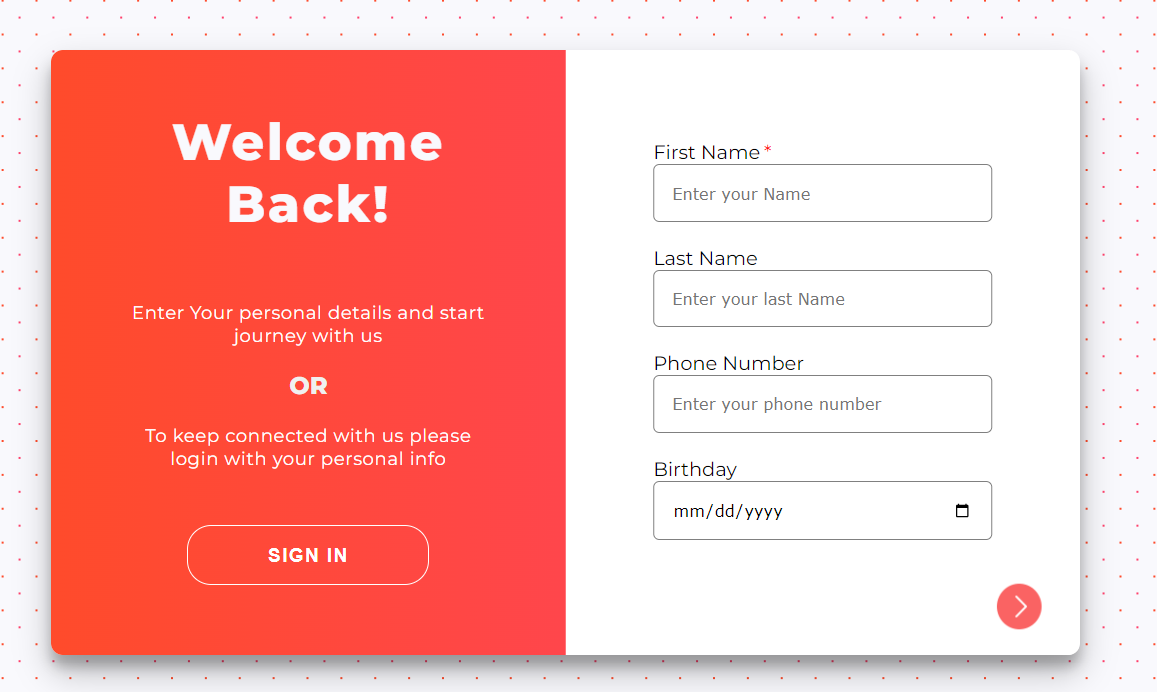 Welcome
Back!
Enter Your personal details and start
journey with us
OR
To keep connected with us please
login with your personal info
SIGN IN
First Name *
Enter your Name
Last Name
Enter your last Name
Phone Number
Enter your phone number
Birthday
mm/dd/yyyy